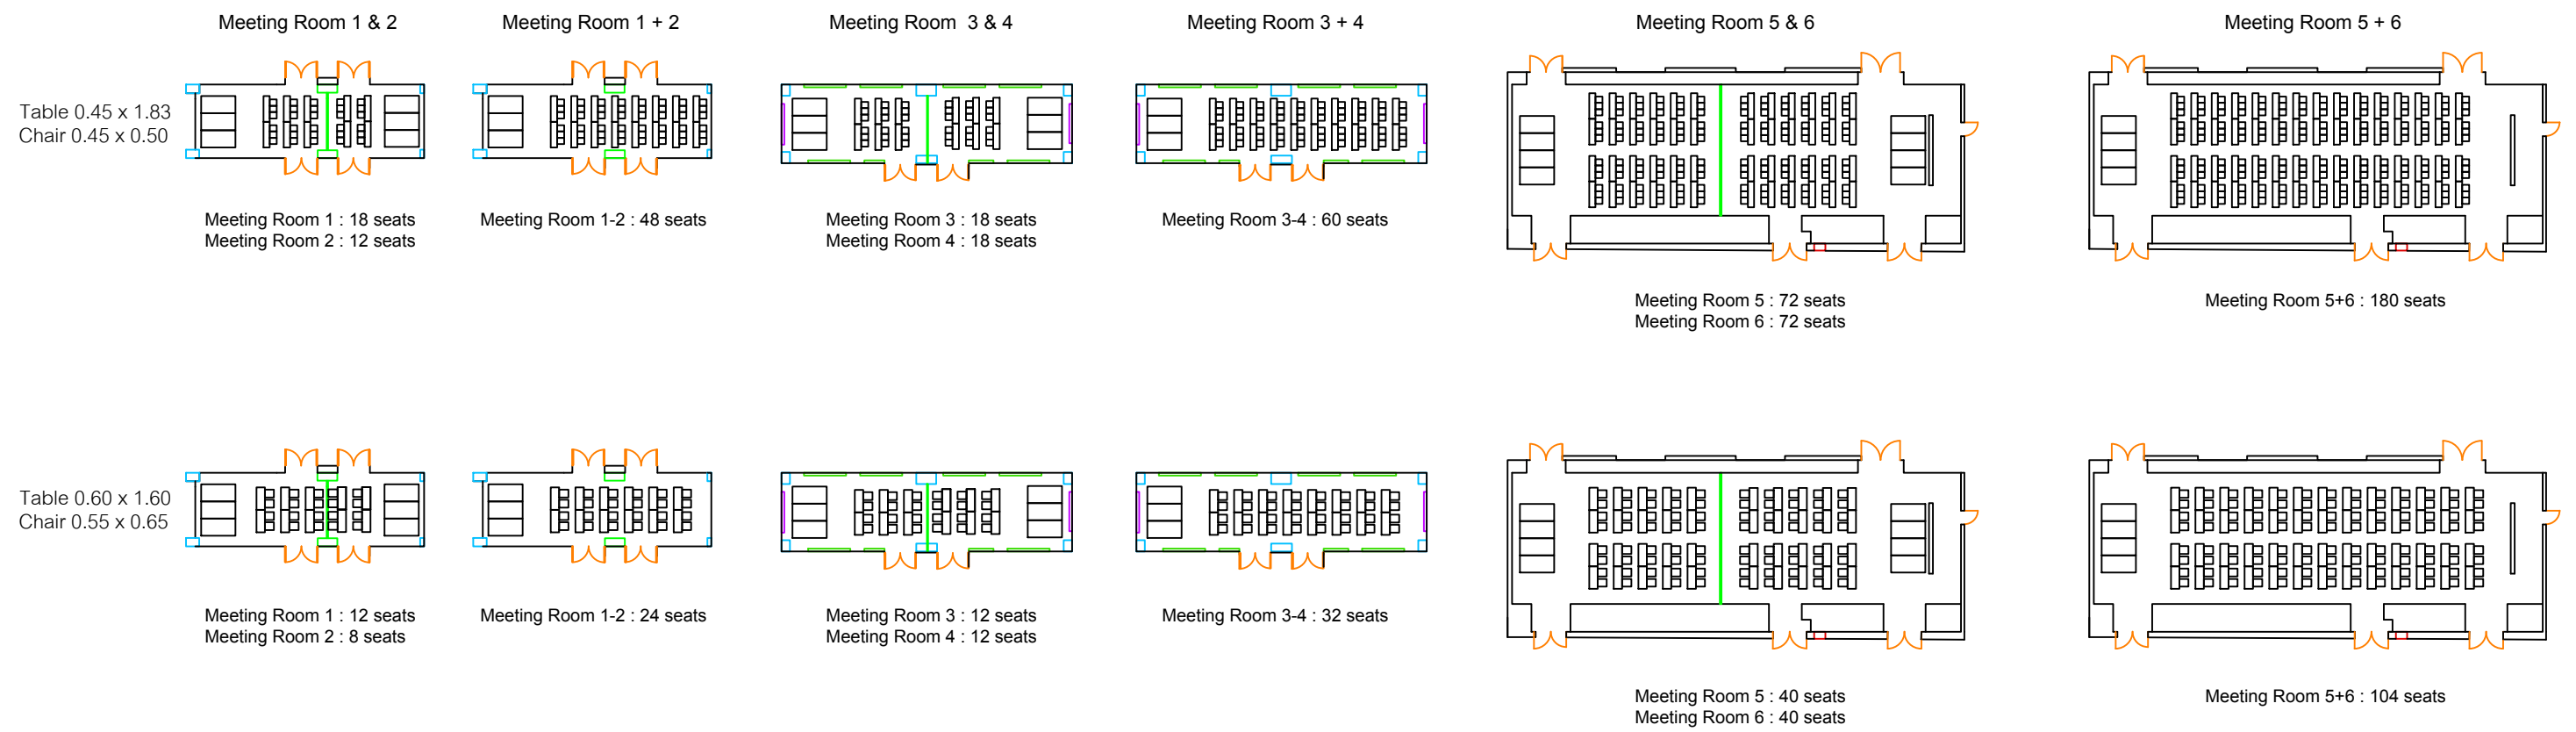 Meeting Room 1 & 2
Meeting Room 1 + 2
Meeting Room 3 & 4
Meeting Room 3 + 4
Meeting Room 5 & 6
Meeting Room 5 + 6
Table 0.45 x 1.83
Chair 0.45 x 0.50
Meeting Room 1 : 18 seats
Meeting Room 2 : 12 seats
Meeting Room 1-2 : 48 seats
Meeting Room 3 : 18 seats
Meeting Room 4 : 18 seats
Meeting Room 3-4 : 60 seats
Meeting Room 5 : 72 seats
Meeting Room 6 : 72 seats
Meeting Room 5+6 : 180 seats
Table 0.60 x 1.60
Chair 0.55 x 0.65
Meeting Room 1 : 12 seats
Meeting Room 2 : 8 seats
Meeting Room 1-2 : 24 seats
Meeting Room 3 : 12 seats
Meeting Room 4 : 12 seats
Meeting Room 3-4 : 32 seats
Meeting Room 5 : 40 seats
Meeting Room 6 : 40 seats
Meeting Room 5+6 : 104 seats